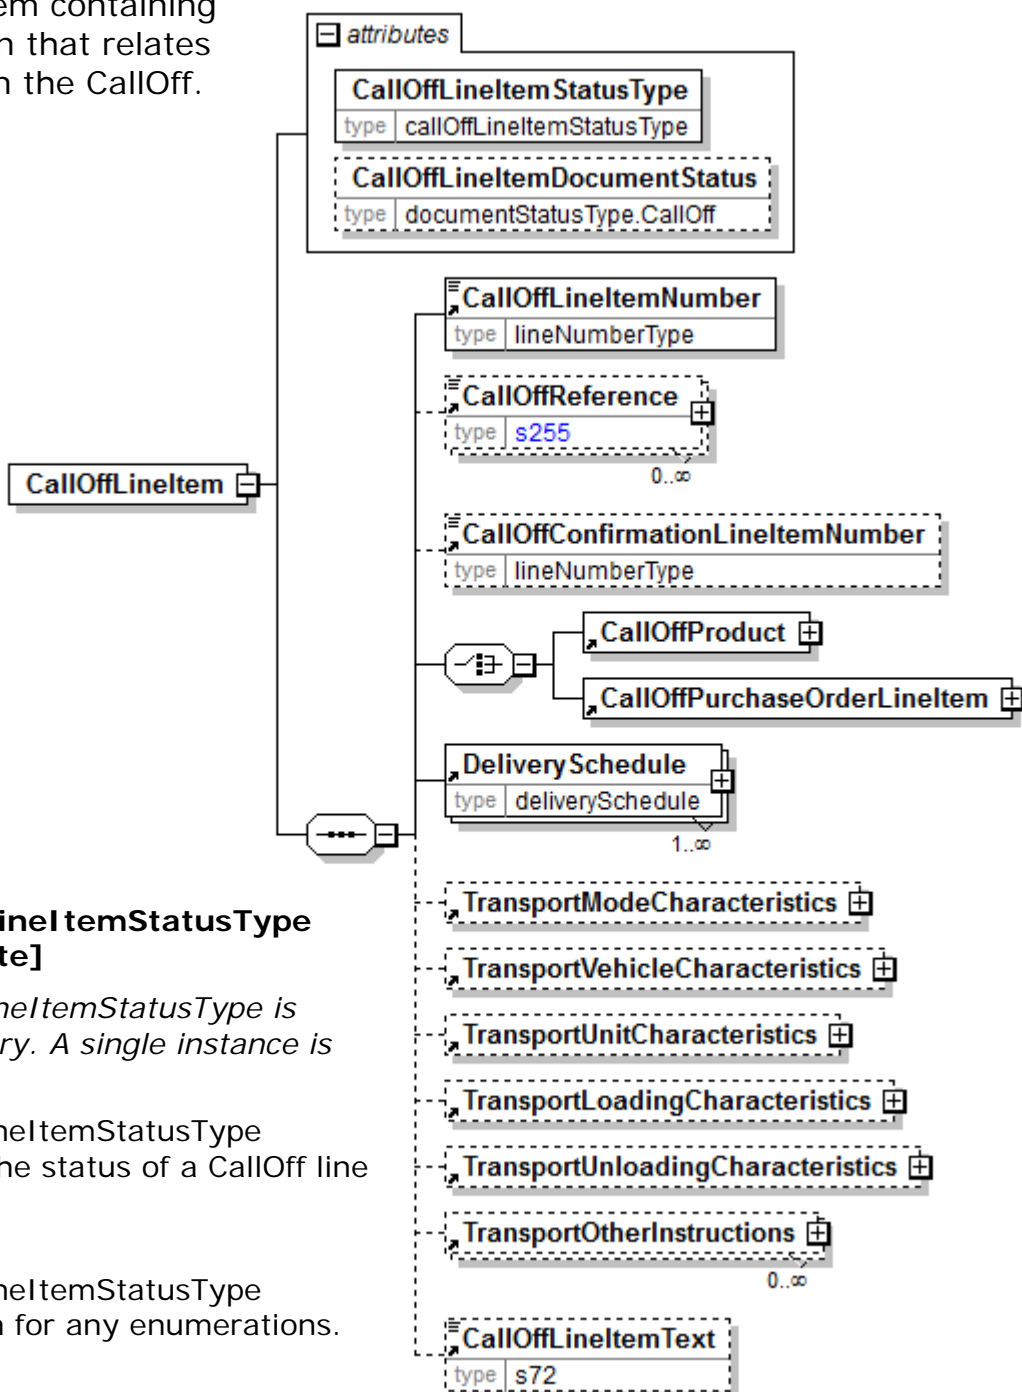 em containing
n that relates
n the CallOff.
attributes
CallOffLineItemStatusType
type callOffLineItemStatusType
CallOffLineItemDocumentStatus
type documentStatusType.CallOff
CallOffLineItemNumber
type lineNumberType
CallOffReference
type s255
0..∞
CallOffLineItem
CallOffConfirmationLineItemNumber
type lineNumberType
CallOffProduct
CallOffPurchaseOrderLineItem
DeliverySchedule
type deliverySchedule
1..∞
TransportModeCharacteristics
TransportVehicleCharacteristics
TransportUnitCharacteristics
TransportLoadingCharacteristics
TransportUnloadingCharacteristics
TransportOtherInstructions
0..∞
CallOffLineItemText
type s72
ineItemStatusType
te]
neItemStatusType is
ry. A single instance is
neItemStatusType
he status of a CallOff line
neItemStatusType
n for any enumerations.